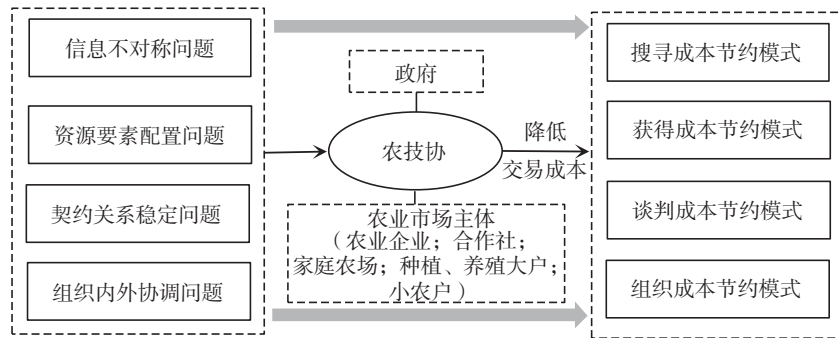 信息不对称问题
资源要素配置问题
契约关系稳定问题
组织内外协调问题
政府
农技协
农业市场主体
（农业企业；合作社；
家庭农场；种植、养殖大户；
小农户）
降低
交易成本
搜寻成本节约模式
获得成本节约模式
谈判成本节约模式
组织成本节约模式